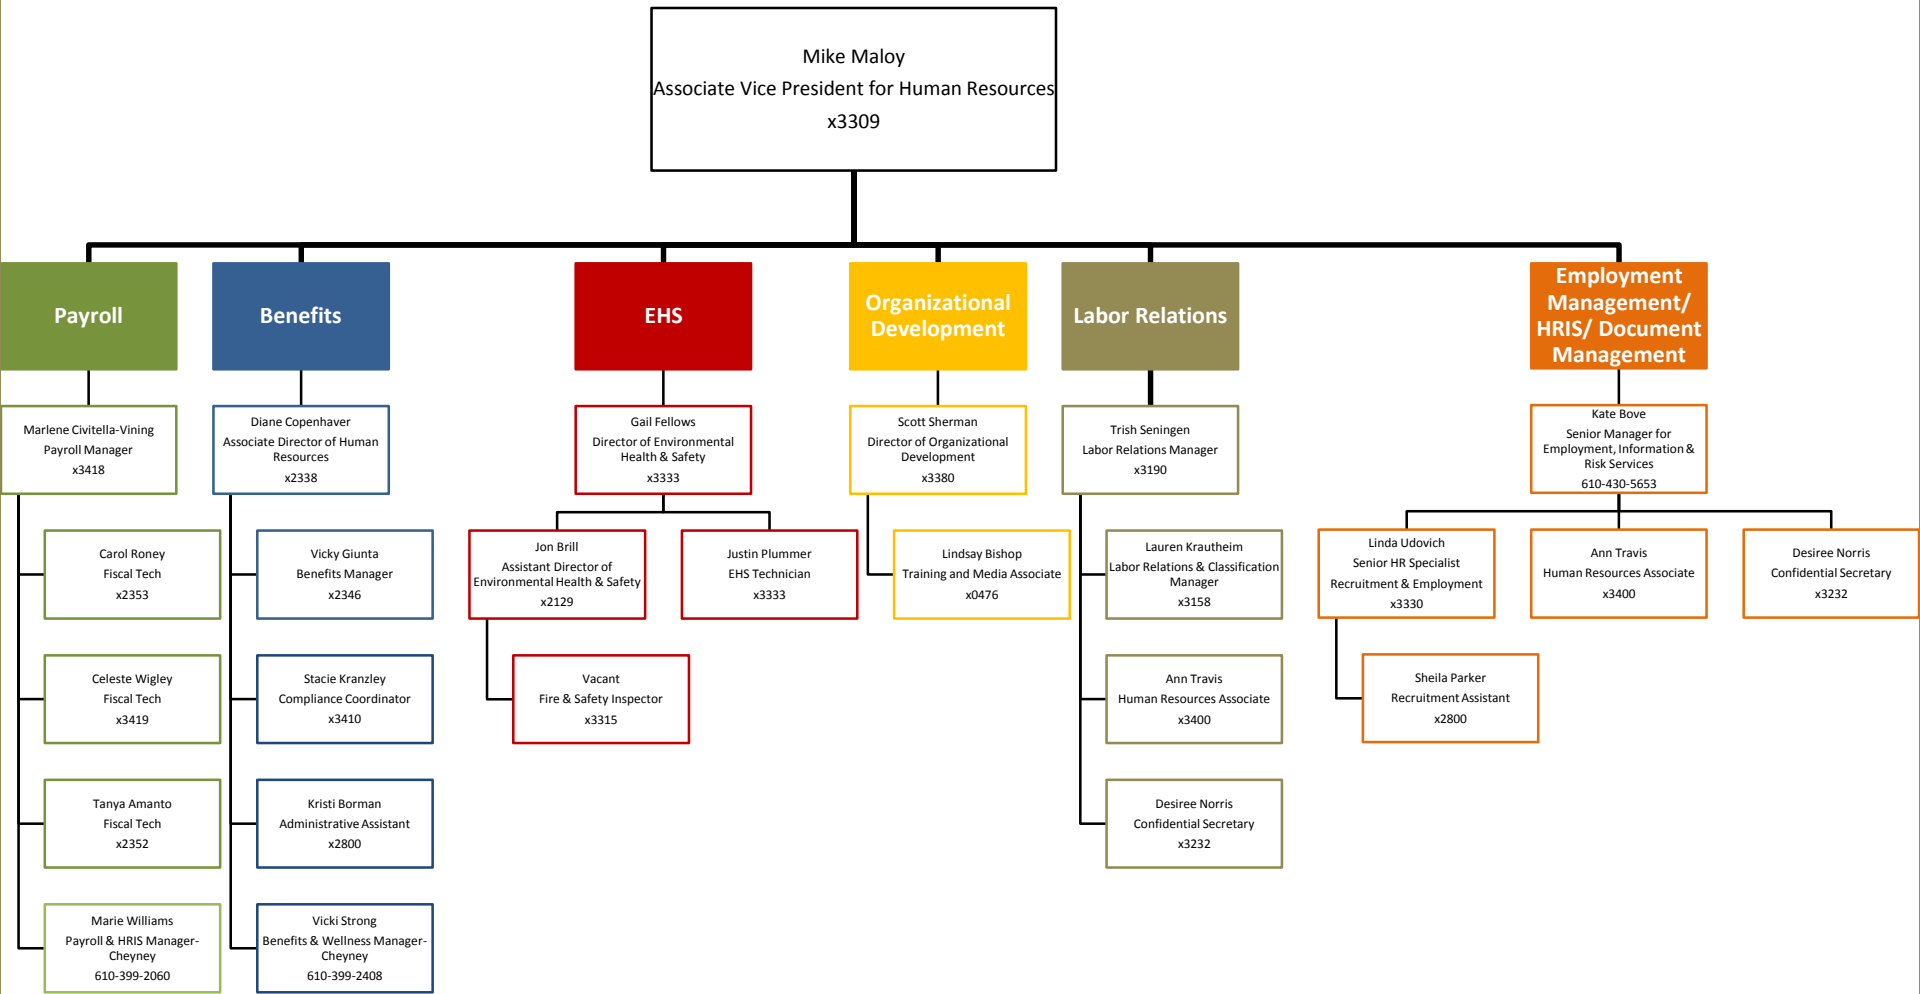 Mike Maloy
Associate Vice President for Human Resources
x3309
Payroll
Benefits
EHS
Organizational
Development
Labor Relations
Employment
Management/
HRIS/ Document
Management
Marlene Civitella-Vining
Payroll Manager
x3418
Diane Copenhaver
Associate Director of Human
Resources
x2338
Gail Fellows
Director of Environmental
Health & Safety
x3333
Scott Sherman
Director of Organizational
Development
x3380
Trish Seningen
Labor Relations Manager
x3190
Kate Bove
Senior Manager for
Employment, Information &
Risk Services
610-430-5653
Carol Roney
Fiscal Tech
x2353
Vicky Giunta
Benefits Manager
x2346
Jon Brill
Assistant Director of
Environmental Health & Safety
x2129
Justin Plummer
EHS Technician
x3333
Lindsay Bishop
Training and Media Associate
x0476
Lauren Krautheim
Labor Relations & Classification
Manager
x3158
Linda Udovich
Senior HR Specialist
Recruitment & Employment
x3330
Ann Travis
Human Resources Associate
x3400
Desiree Norris
Confidential Secretary
x3232
Celeste Wigley
Fiscal Tech
x3419
Stacie Kranzley
Compliance Coordinator
x3410
Vacant
Fire & Safety Inspector
x3315
Ann Travis
Human Resources Associate
x3400
Sheila Parker
Recruitment Assistant
x2800
Tanya Amanto
Fiscal Tech
x2352
Kristi Borman
Administrative Assistant
x2800
Desiree Norris
Confidential Secretary
x3232
Marie Williams
Payroll & HRIS Manager-
Cheyney
610-399-2060
Vicki Strong
Benefits & Wellness Manager-
Cheyney
610-399-2408